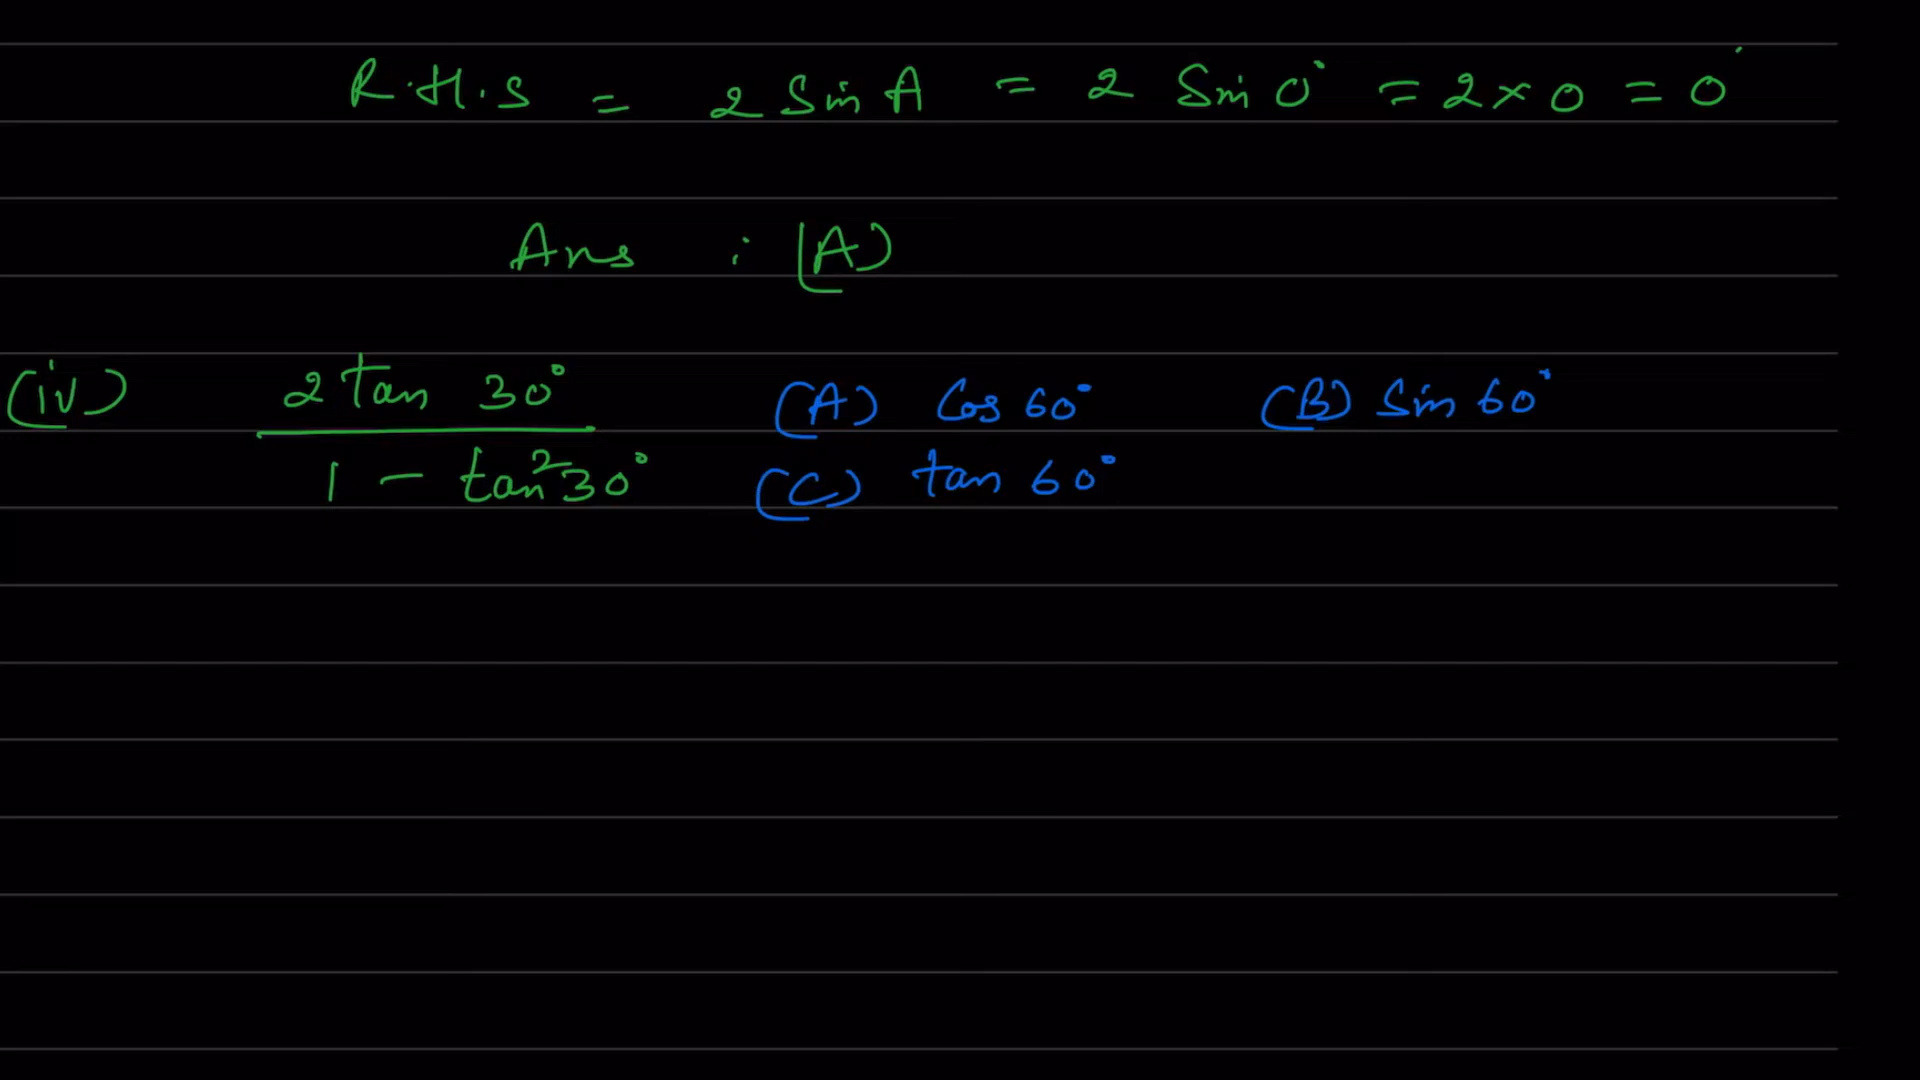 R.H.S = 2 Sin A = 2 Sin 0° = 2 × 0 = 0
Ans : (A)
(iv) 2 tan 30° (A) Cos 60° (B) Sin 60°
1 - tan²30° (C) tan 60°